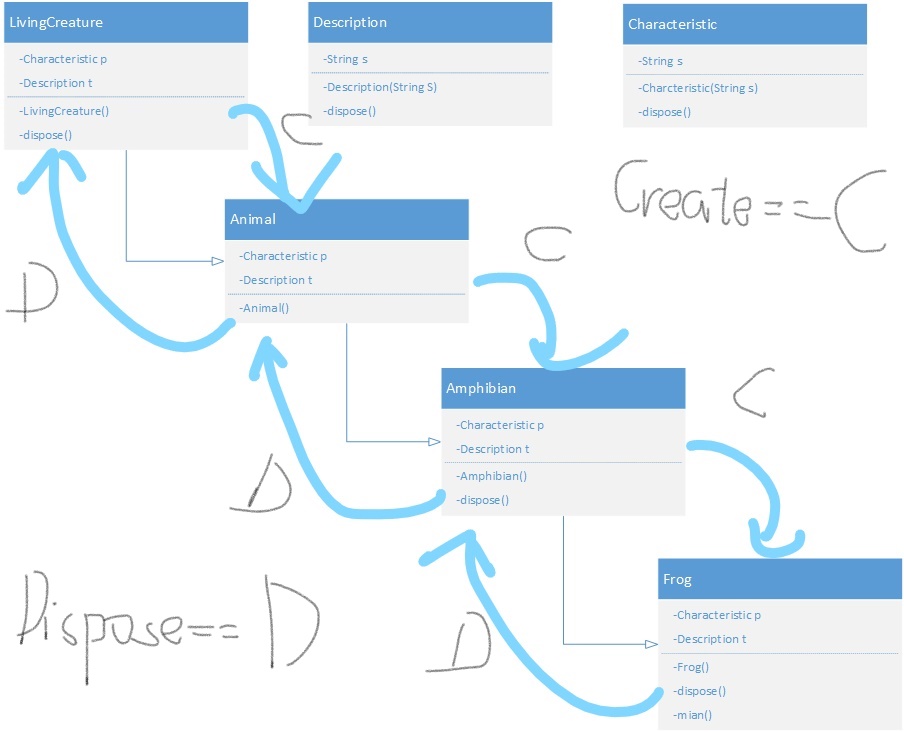 LivingCreature
-Characteristic p
-Description t
-LivingCreature()
-dispose()
Description
-String s
-Description(String S)
-dispose()
Characteristic
-String s
-Charcteristic(String s)
-dispose()
C
Create==C
Animal
-Characteristic p
-Description t
-Animal()
C
D
Amphibian
-Characteristic p
-Description t
-Amphibian()
-dispose()
C
D
Dispose==D
Frog
-Characteristic p
-Description t
-Frog()
-dispose()
-mian()
D